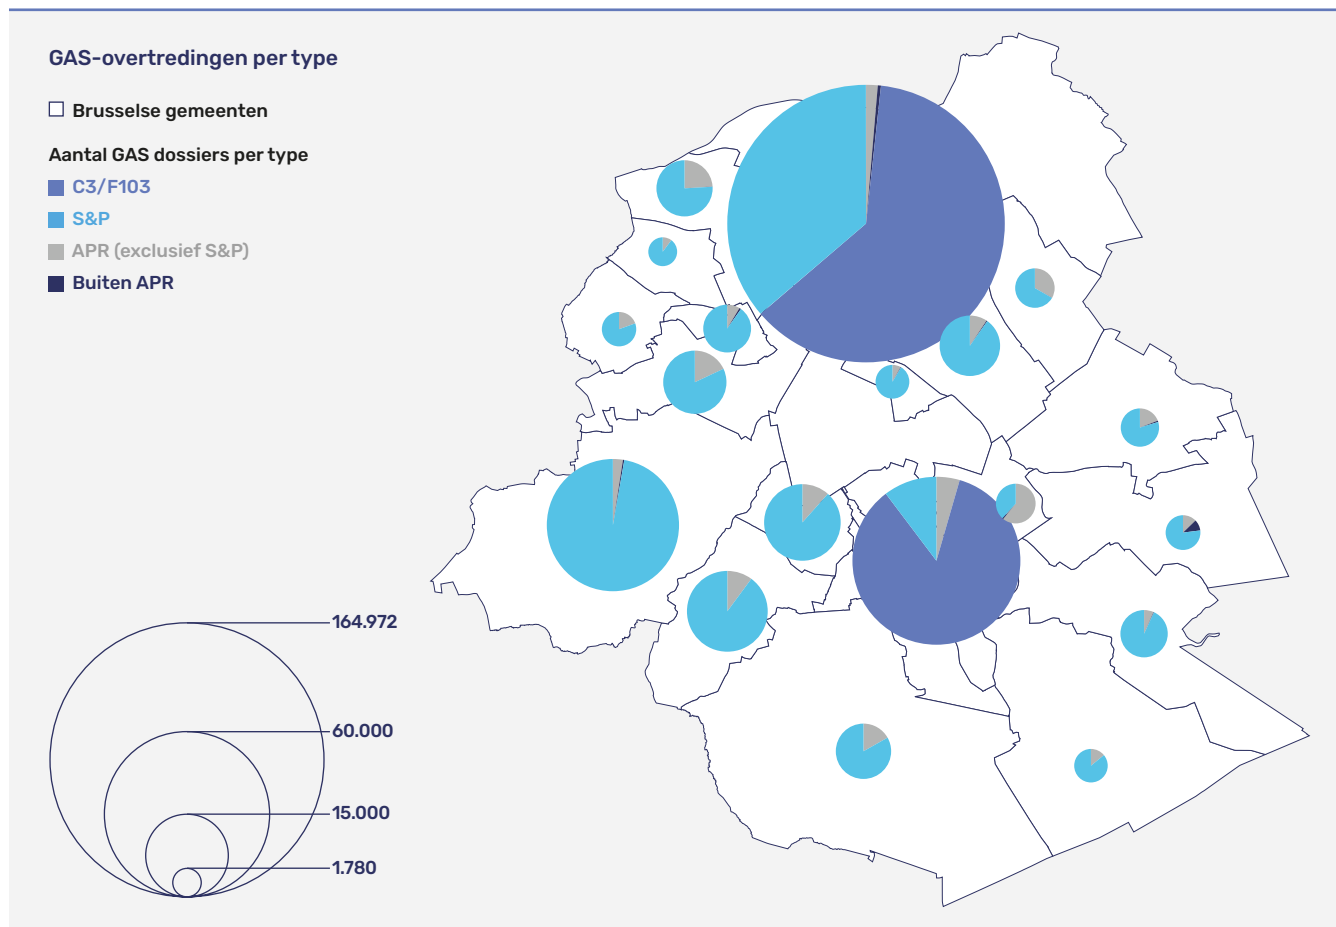 GAS-overtredingen per type
Brusselse gemeenten
Aantal GAS dossiers per type
C3/F103
S&P
APR (exclusief S&P)
Buiten APR
164.972
60.000
15.000
1.780